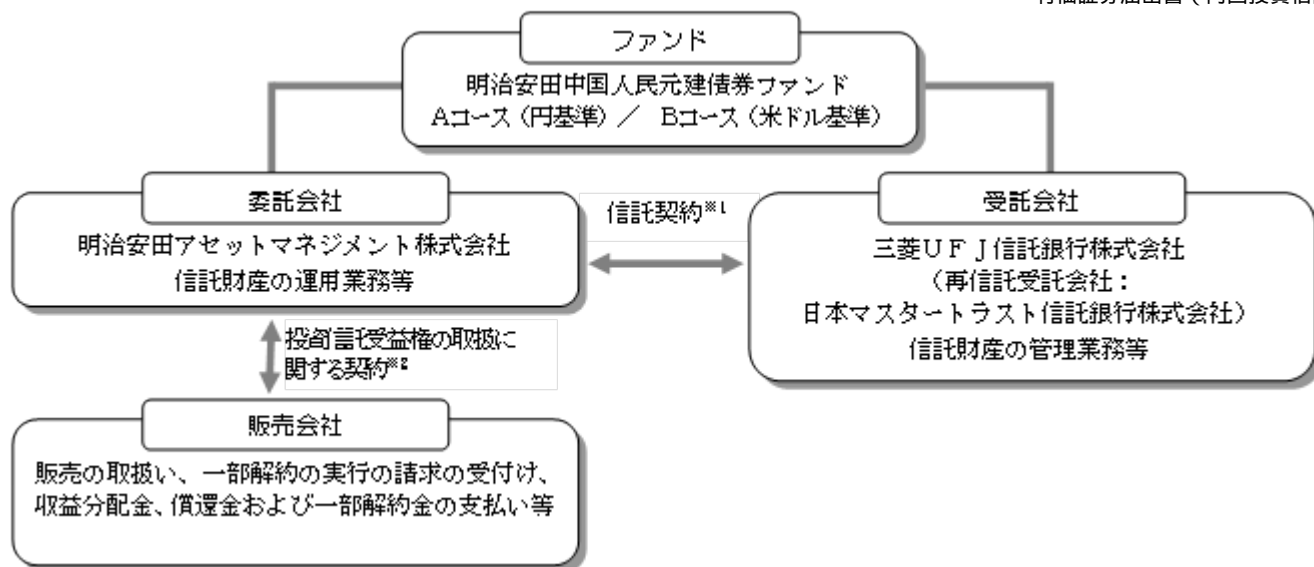 ファンド
明治安田中国人民元建債券ファンド
Aコース（円基準）／ Bコース（米ドル基準）
委託会社
明治安田アセットマネジメント株式会社
信託財産の運用業務等
信託契約※1
受託会社
三菱ＵＦＪ信託銀行株式会社
（再信託受託会社：
日本マスタートラスト信託銀行株式会社）
信託財産の管理業務等
投資信託受益権の取扱に
関する契約※2
販売会社
販売の取扱い、一部解約の実行の請求の受付け、
収益分配金、償還金および一部解約金の支払い等